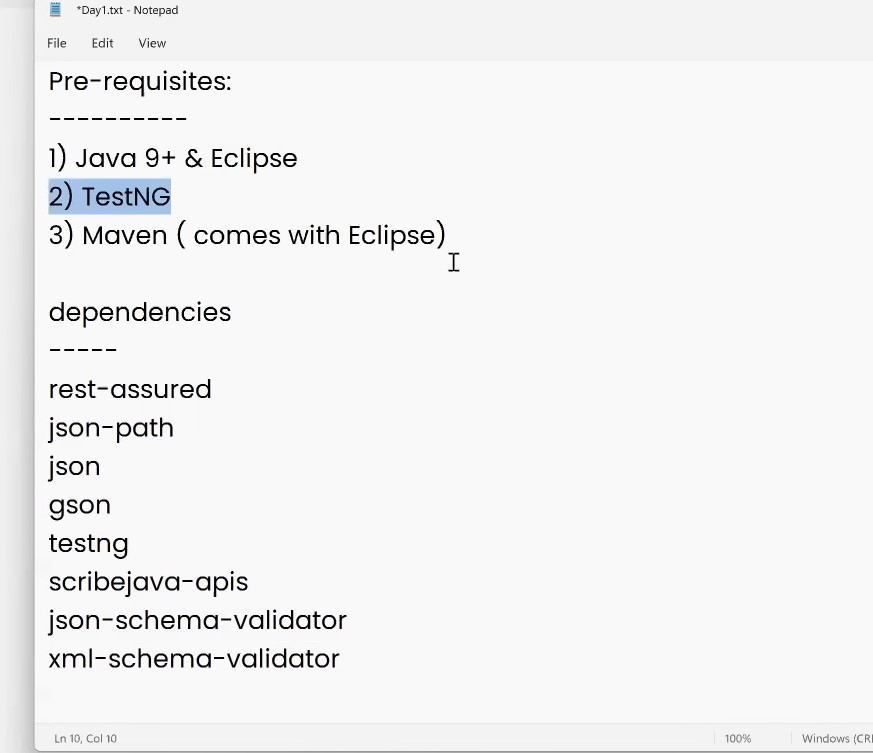 *Day1.txt - Notepad
File Edit View
Pre-requisites:
----------
1) Java 9+ & Eclipse
2) TestNG
3) Maven ( comes with Eclipse)
dependencies
-----
rest-assured
json-path
json
gson
testng
scribejava-apis
json-schema-validator
xml-schema-validator
Ln 10, Col 10 100% Windows (CR